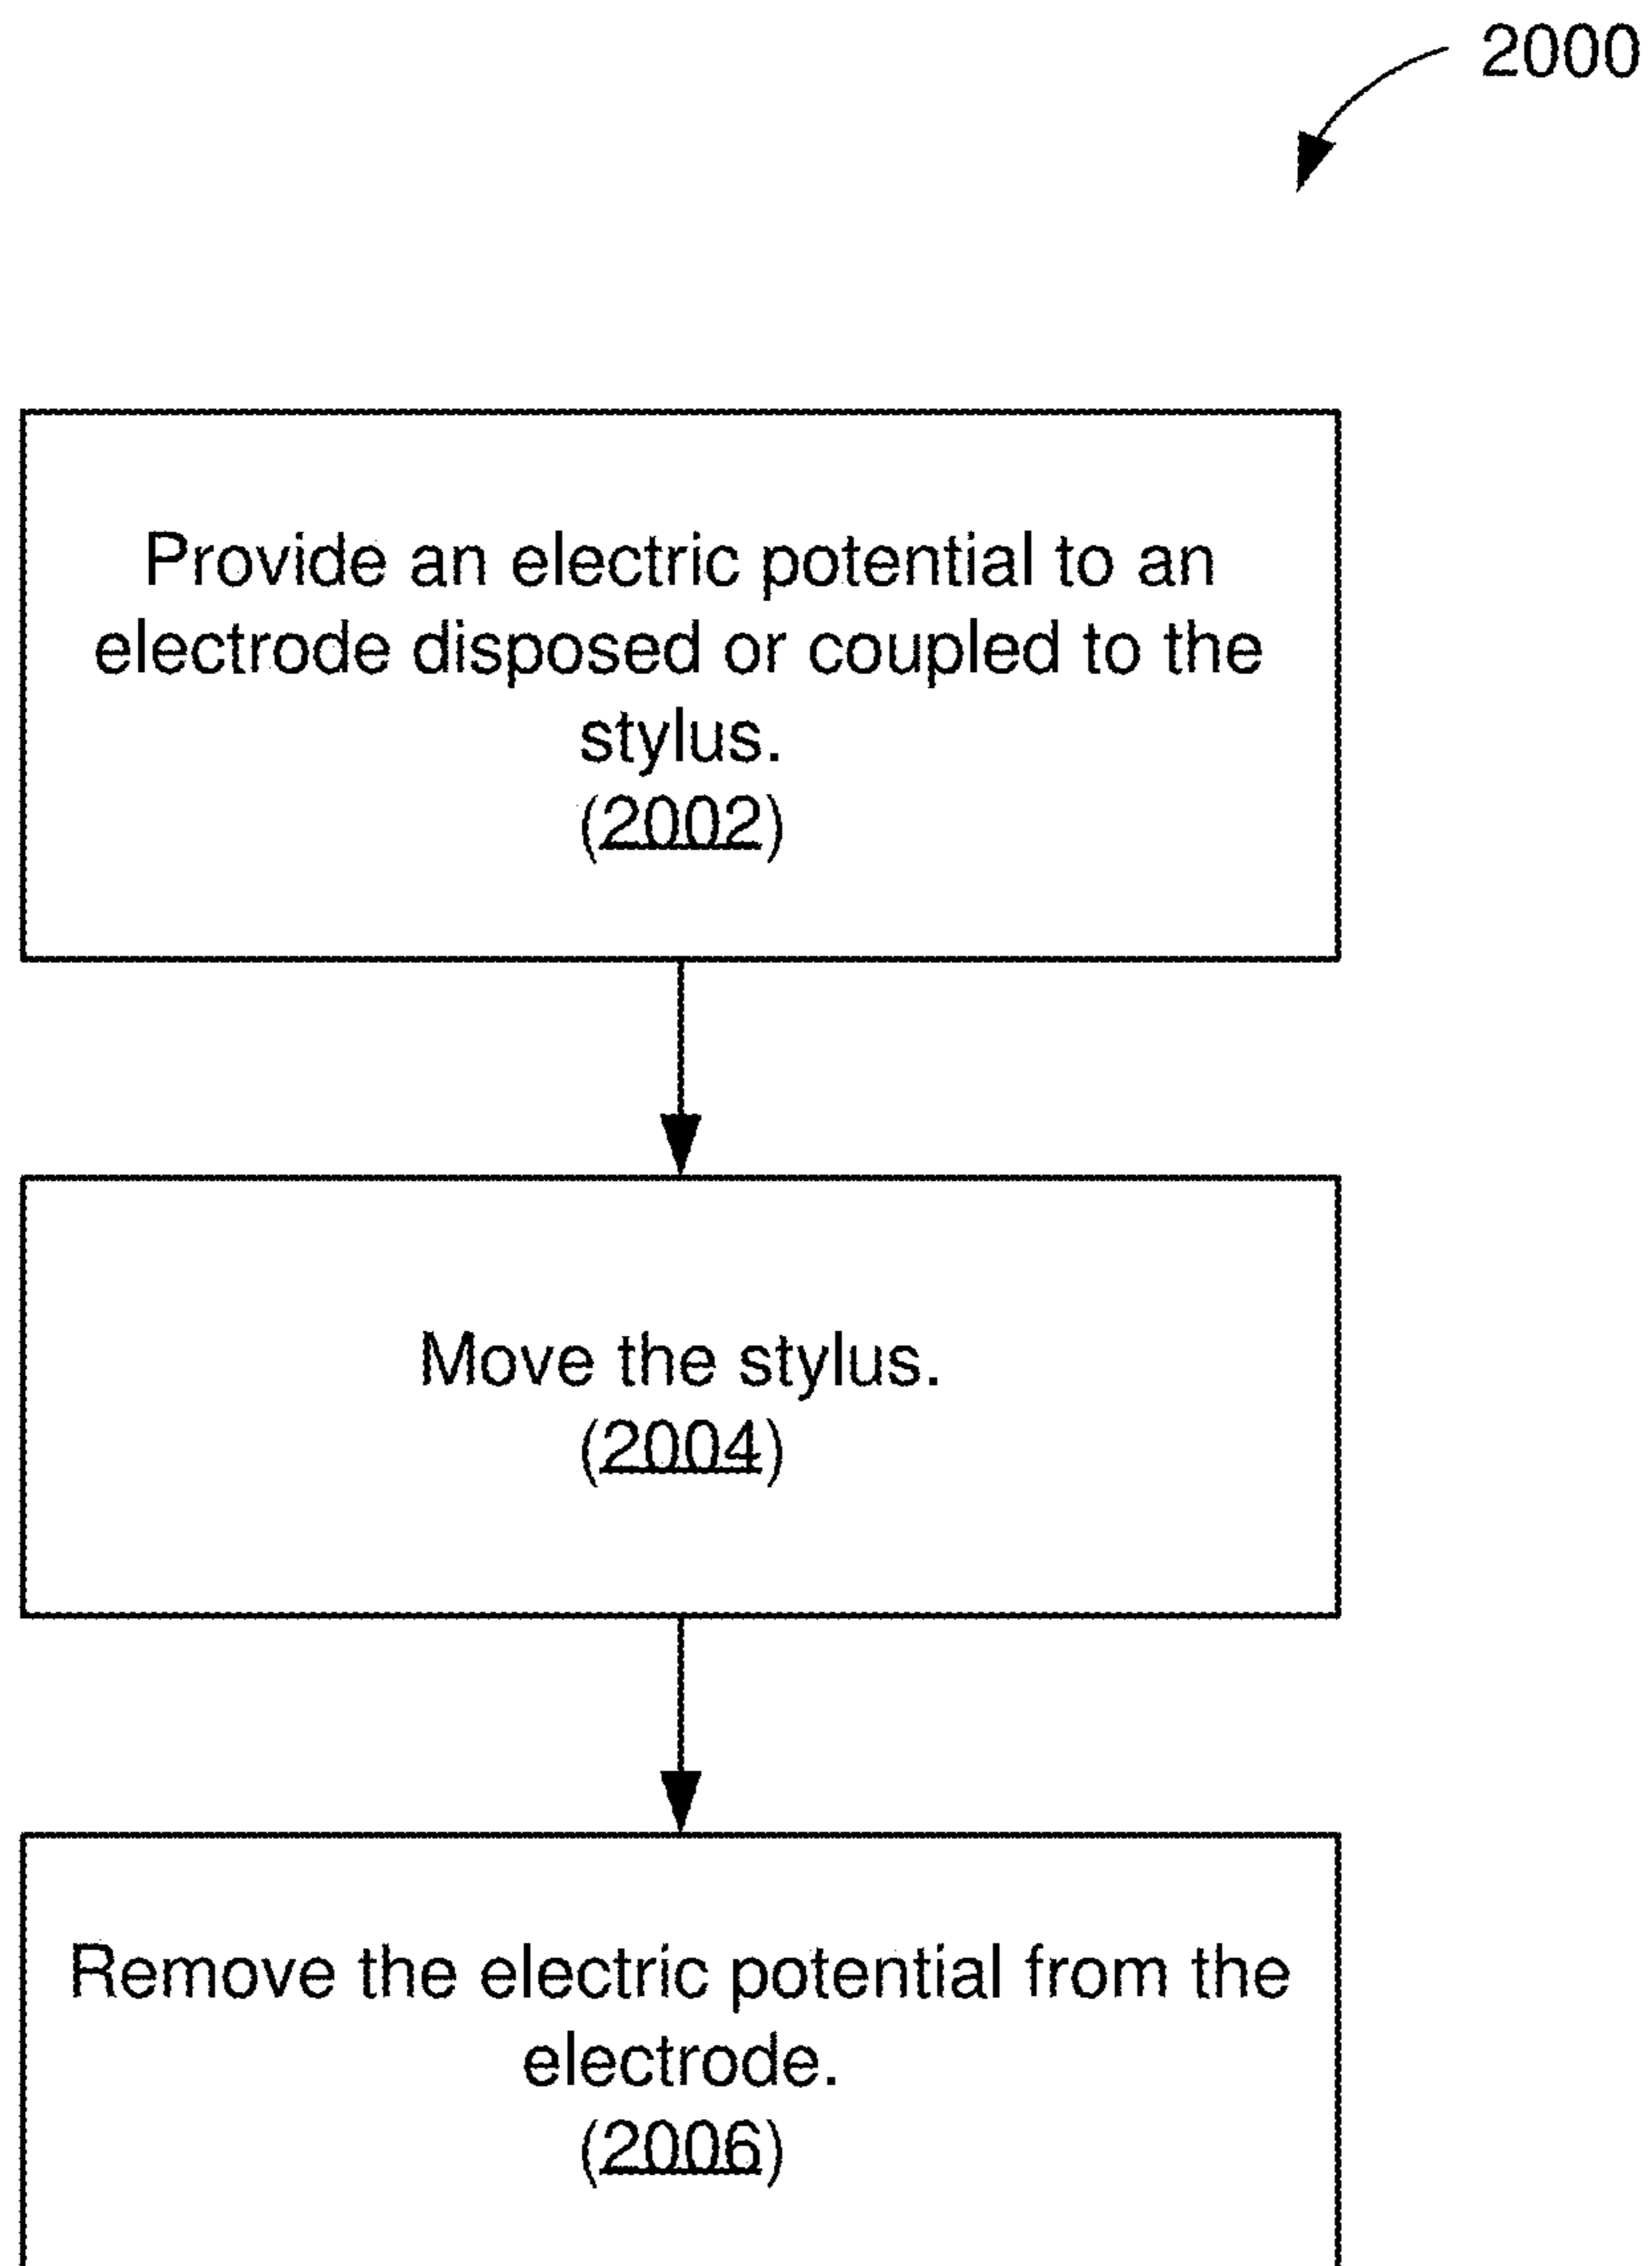 2000
Provide an electric potential to an
electrode disposed or coupled to the
stylus.
(2002)
Move the stylus.
(2004)
Remove the electric potential from the
electrode.
(2006)